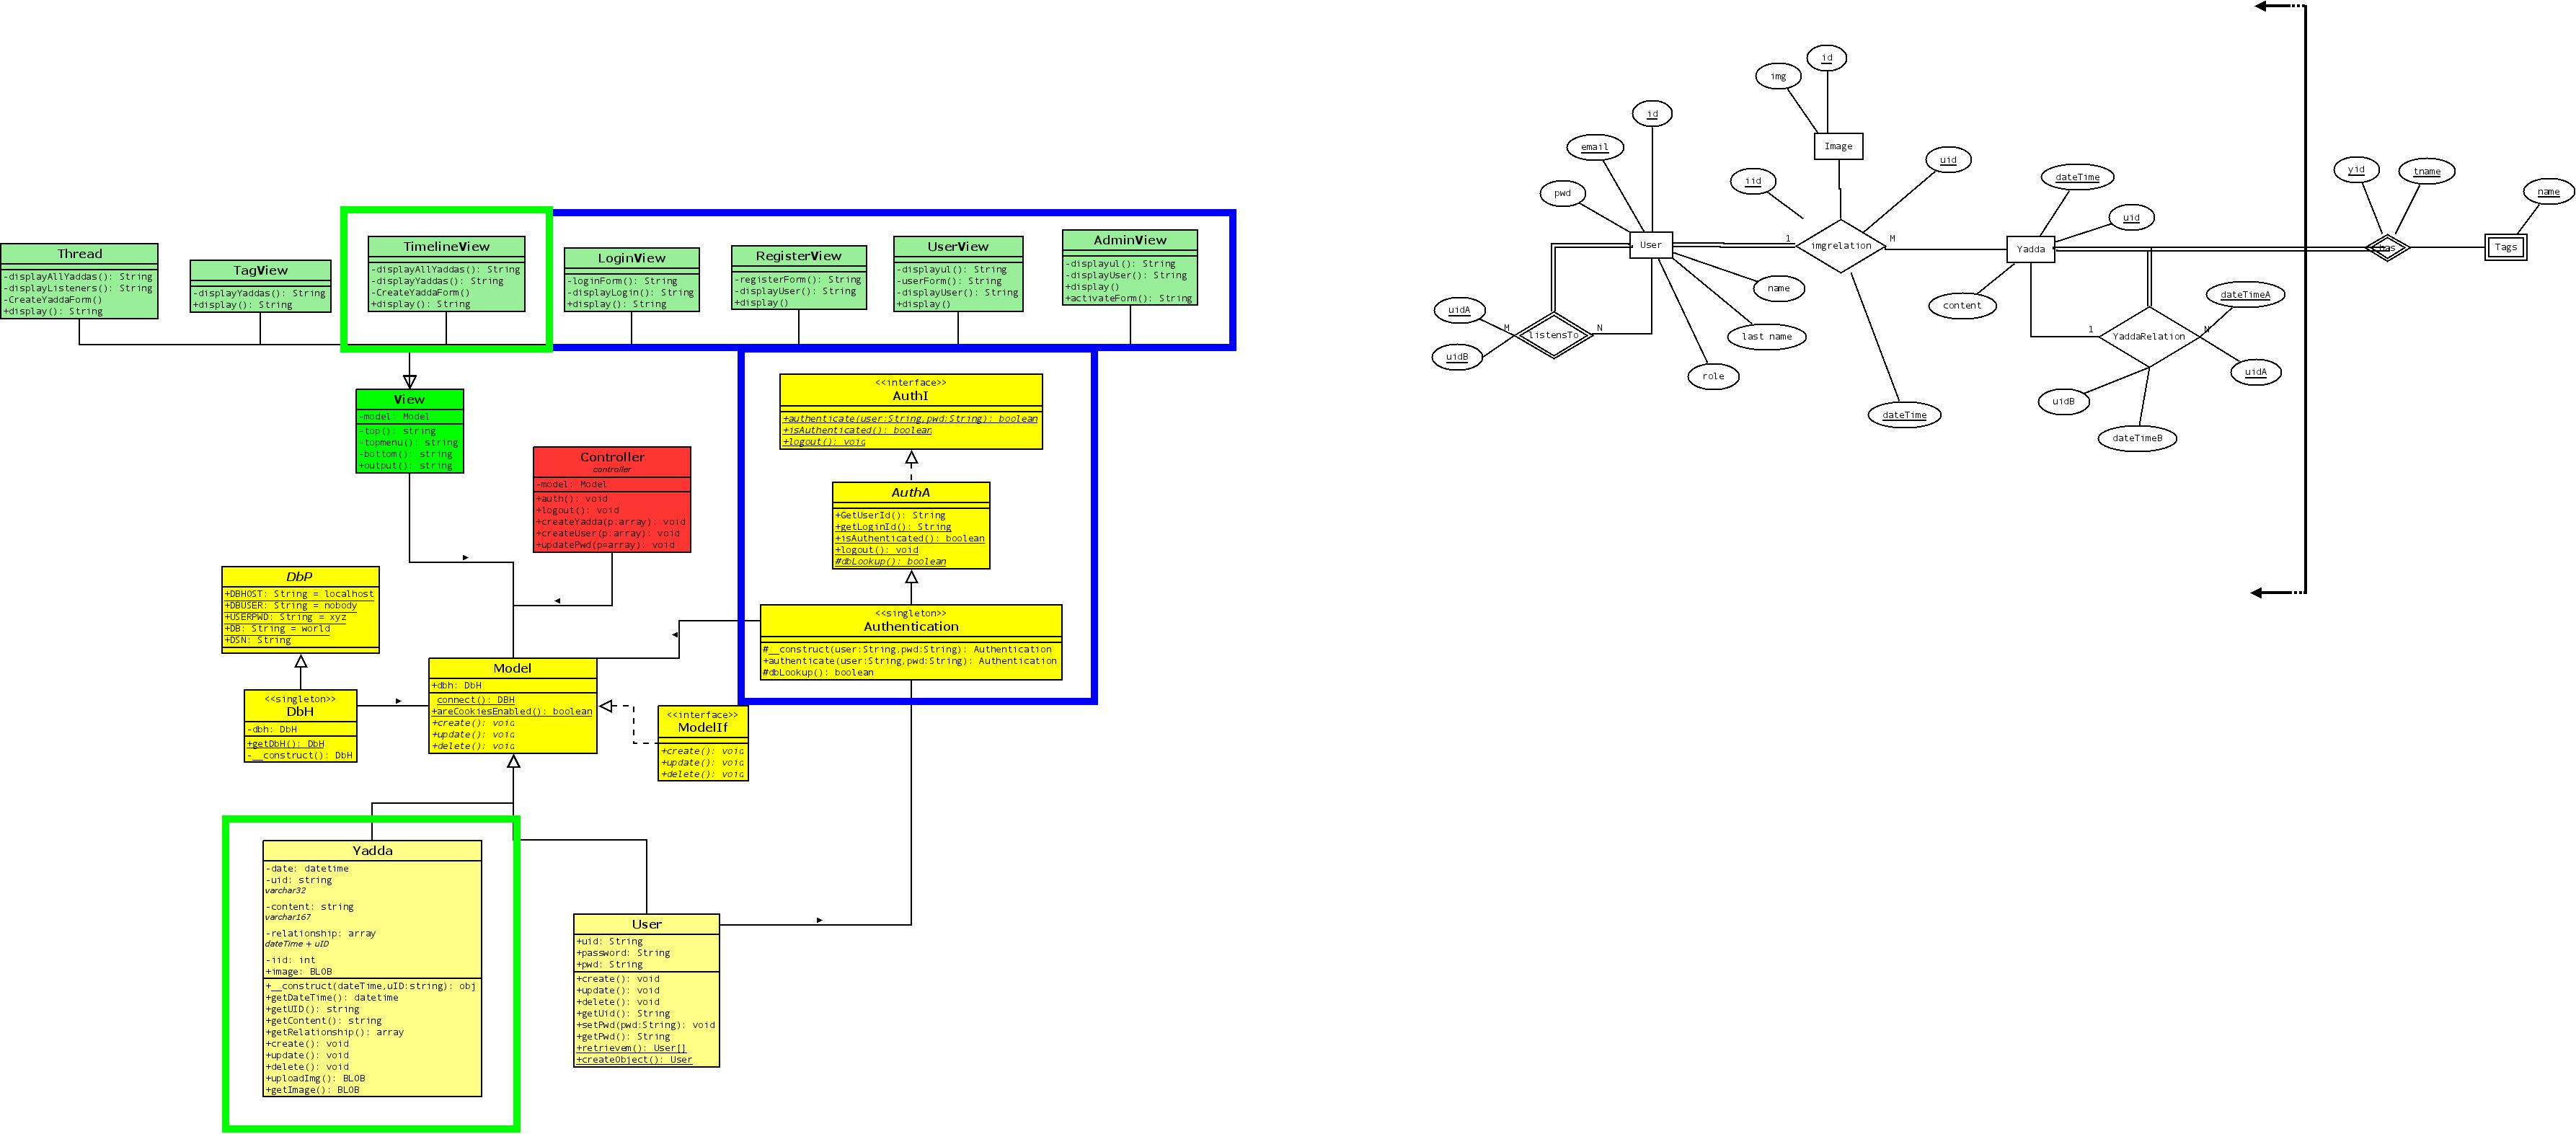 Thread
-displayAllYaddas(): String
-displayListeners(): String
-CreateYaddaForm()
+display(): String
TagView
-displayYaddas(): String
+display(): String
TimelineView
-displayAllYaddas(): String
-displayYaddas(): String
-CreateYaddaForm()
+display(): String
LoginView
-loginForm(): String
-displayLogin(): String
+display(): String
RegisterView
-registerForm(): String
-displayUser(): String
+display()
UserView
-displayul(): String
-userForm(): String
-displayUser(): String
+display()
AdminView
-displayul(): String
-displayUser(): String
+display()
+activateForm(): String
View
-model: Model
-top(): string
-topmenu(): string
-bottom(): string
+output(): string
Controller
controller
-model: Model
+auth(): void
+logout(): void
+createYadda(p:array): void
+createUser(p:array): void
+updatePwd(p=array): void
<<interface>>
AuthI
+authenticate(user:String,pwd:String): boolean
+isAuthenticated(): boolean
+logout(): void
AuthA
+GetUserId(): String
+getLoginId(): String
+isAuthenticated(): boolean
+logout(): void
#dbLookup(): boolean
<<singleton>>
Authentication
#__construct(user:String,pwd:String): Authentication
+authenticate(user:String,pwd:String): Authentication
#dbLookup(): boolean
DbP
+DBHOST: String = localhost
+DBUSER: String = nobody
+USERPWD: String = xyz
+DB: String = world
+DSN: String
<<singleton>>
DbH
-dbh: DbH
+getDbH(): DbH
-__construct(): DbH
Model
+dbh: DbH
connect(): DBH
+areCookiesEnabled(): boolean
+create(): void
+update(): void
+delete(): void
<<interface>>
ModelIf
+create(): void
+update(): void
+delete(): void
Yadda
-date: datetime
-uid: string
varchar32
-content: string
varchar167
-relationship: array
dateTime + uID
-iid: int
+image: BLOB
+__construct(dateTime,uID:string): obj
+getDateTime(): datetime
+getUID(): string
+getContent(): string
+getRelationship(): array
+create(): void
+update(): void
+delete(): void
+uploadImg(): BLOB
+getImage(): BLOB
User
+uid: String
+password: String
+pwd: String
+create(): void
+update(): void
+delete(): void
+getUid(): String
+setPwd(pwd:String): void
+getPwd(): String
+retrievem(): User[]
+createObject(): User
id
img
id
email
pwd
Image
iid
uid
User
1
imgrelation
M
name
last name
role
dateTime
uidA
uidB
M
listensTo
N
dateTime
uid
Yadda
content
dateTimeA
1
YaddaRelation
N
uidA
uidB
dateTimeB
yid
tname
name
has
Tags